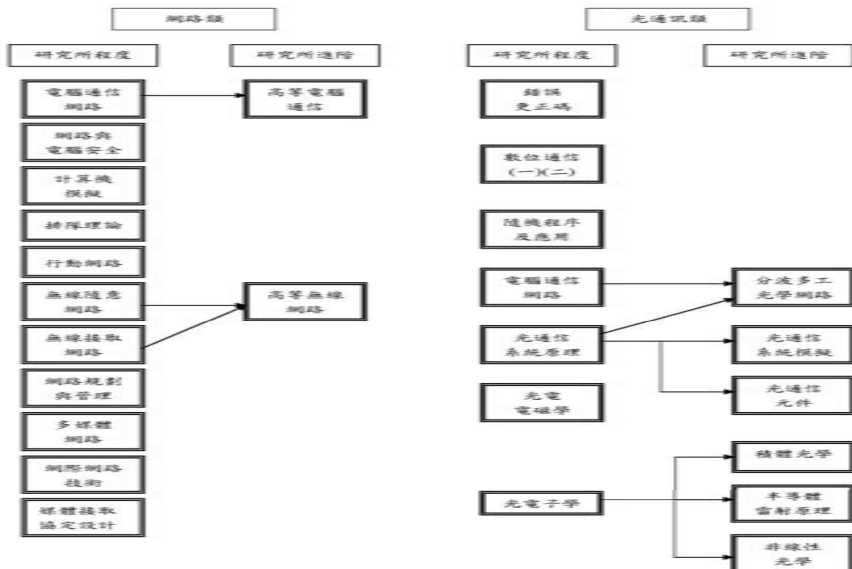 網路類
研究所程度
研究所進階
電腦通信
網路
高等電腦
通信
網路與
電腦安全
計算機
模擬
排隊理論
行動網路
無線隨意
網路
高等無線
網路
無線接取
網路
網路規劃
與管理
多媒體
網路
網際網路
技術
媒體接取
協定設計
光通訊類
研究所程度
研究所進階
錯誤
更正碼
數位通信
(一)(二)
隨機程序
及應用
電腦通信
網路
分波多工
光學網路
光通信
系統原理
光通信
系統模擬
光通信
元件
光電
電磁學
積體光學
光電子學
半導體
雷射原理
非線性
光學